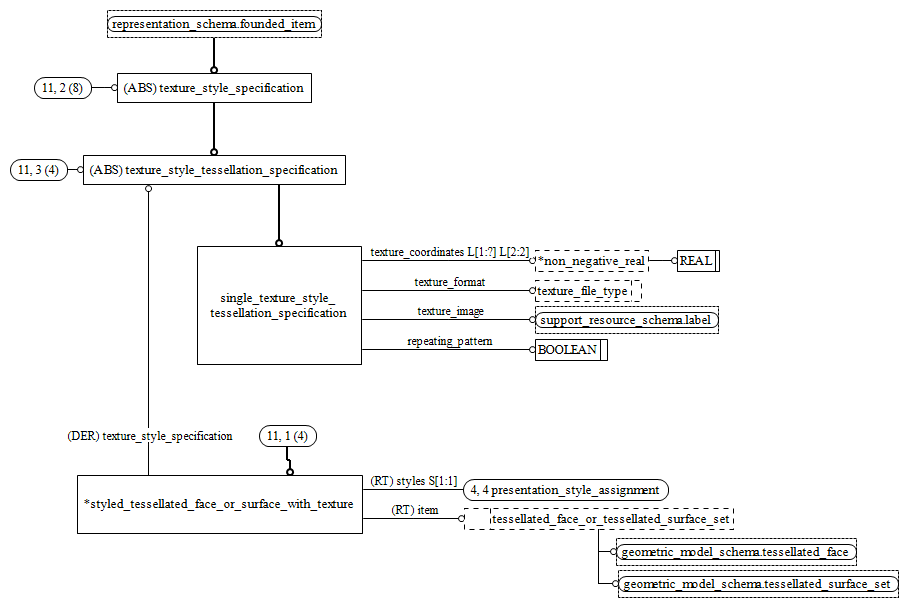 representation_schema.founded_item
11, 2 (8)
(ABS) texture_style_specification
11, 3 (4)
(ABS) texture_style_tessellation_specification
texture_coordinates L[1:?] L[2:2]
*non_negative_real
REAL
single_texture_style_
tessellation_specification
texture_format
texture_file_type
texture_image
support_resource_schema.label
repeating_pattern
BOOLEAN
(DER) texture_style_specification
11, 1 (4)
*styled_tessellated_face_or_surface_with_texture
(RT) styles S[1:1]
4, 4 presentation_style_assignment
(RT) item
tessellated_face_or_tessellated_surface_set
geometric_model_schema.tessellated_face
geometric_model_schema.tessellated_surface_set